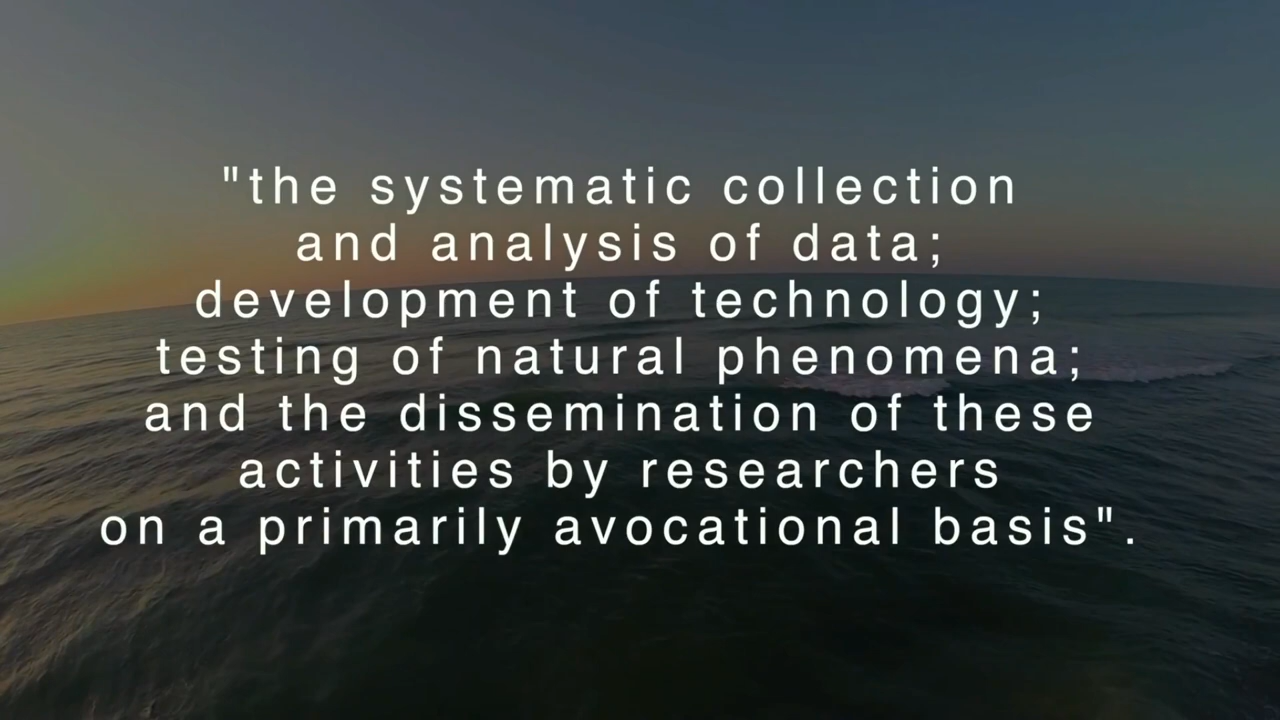 "the systematic collection
and analysis of data;
development of technology;
testing of natural phenomena;
and the dissemination of these
activities by researchers
on a primarily avocational basis".